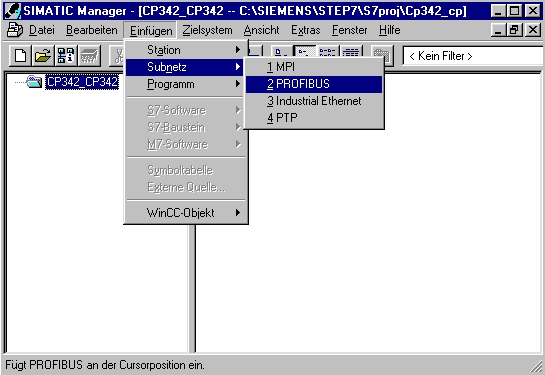 SIMATIC Manager - [CP342_CP342 -- C:\SIEMENS\STEP7\S7proj\Cp342_cp]
Datei Bearbeiten Einfügen Zielsystem Ansicht Extras Fenster Hilfe
< Kein Filter >
CP342_CP342
Station
Subnetz
Programm
S7-Software
S7-Baustein
M7-Software
Symboltabelle
Externe Quelle...
WinCC-Objekt
1 MPI
2 PROFIBUS
3 Industrial Ethernet
4 PTP
Fügt PROFIBUS an der Cursorposition ein.